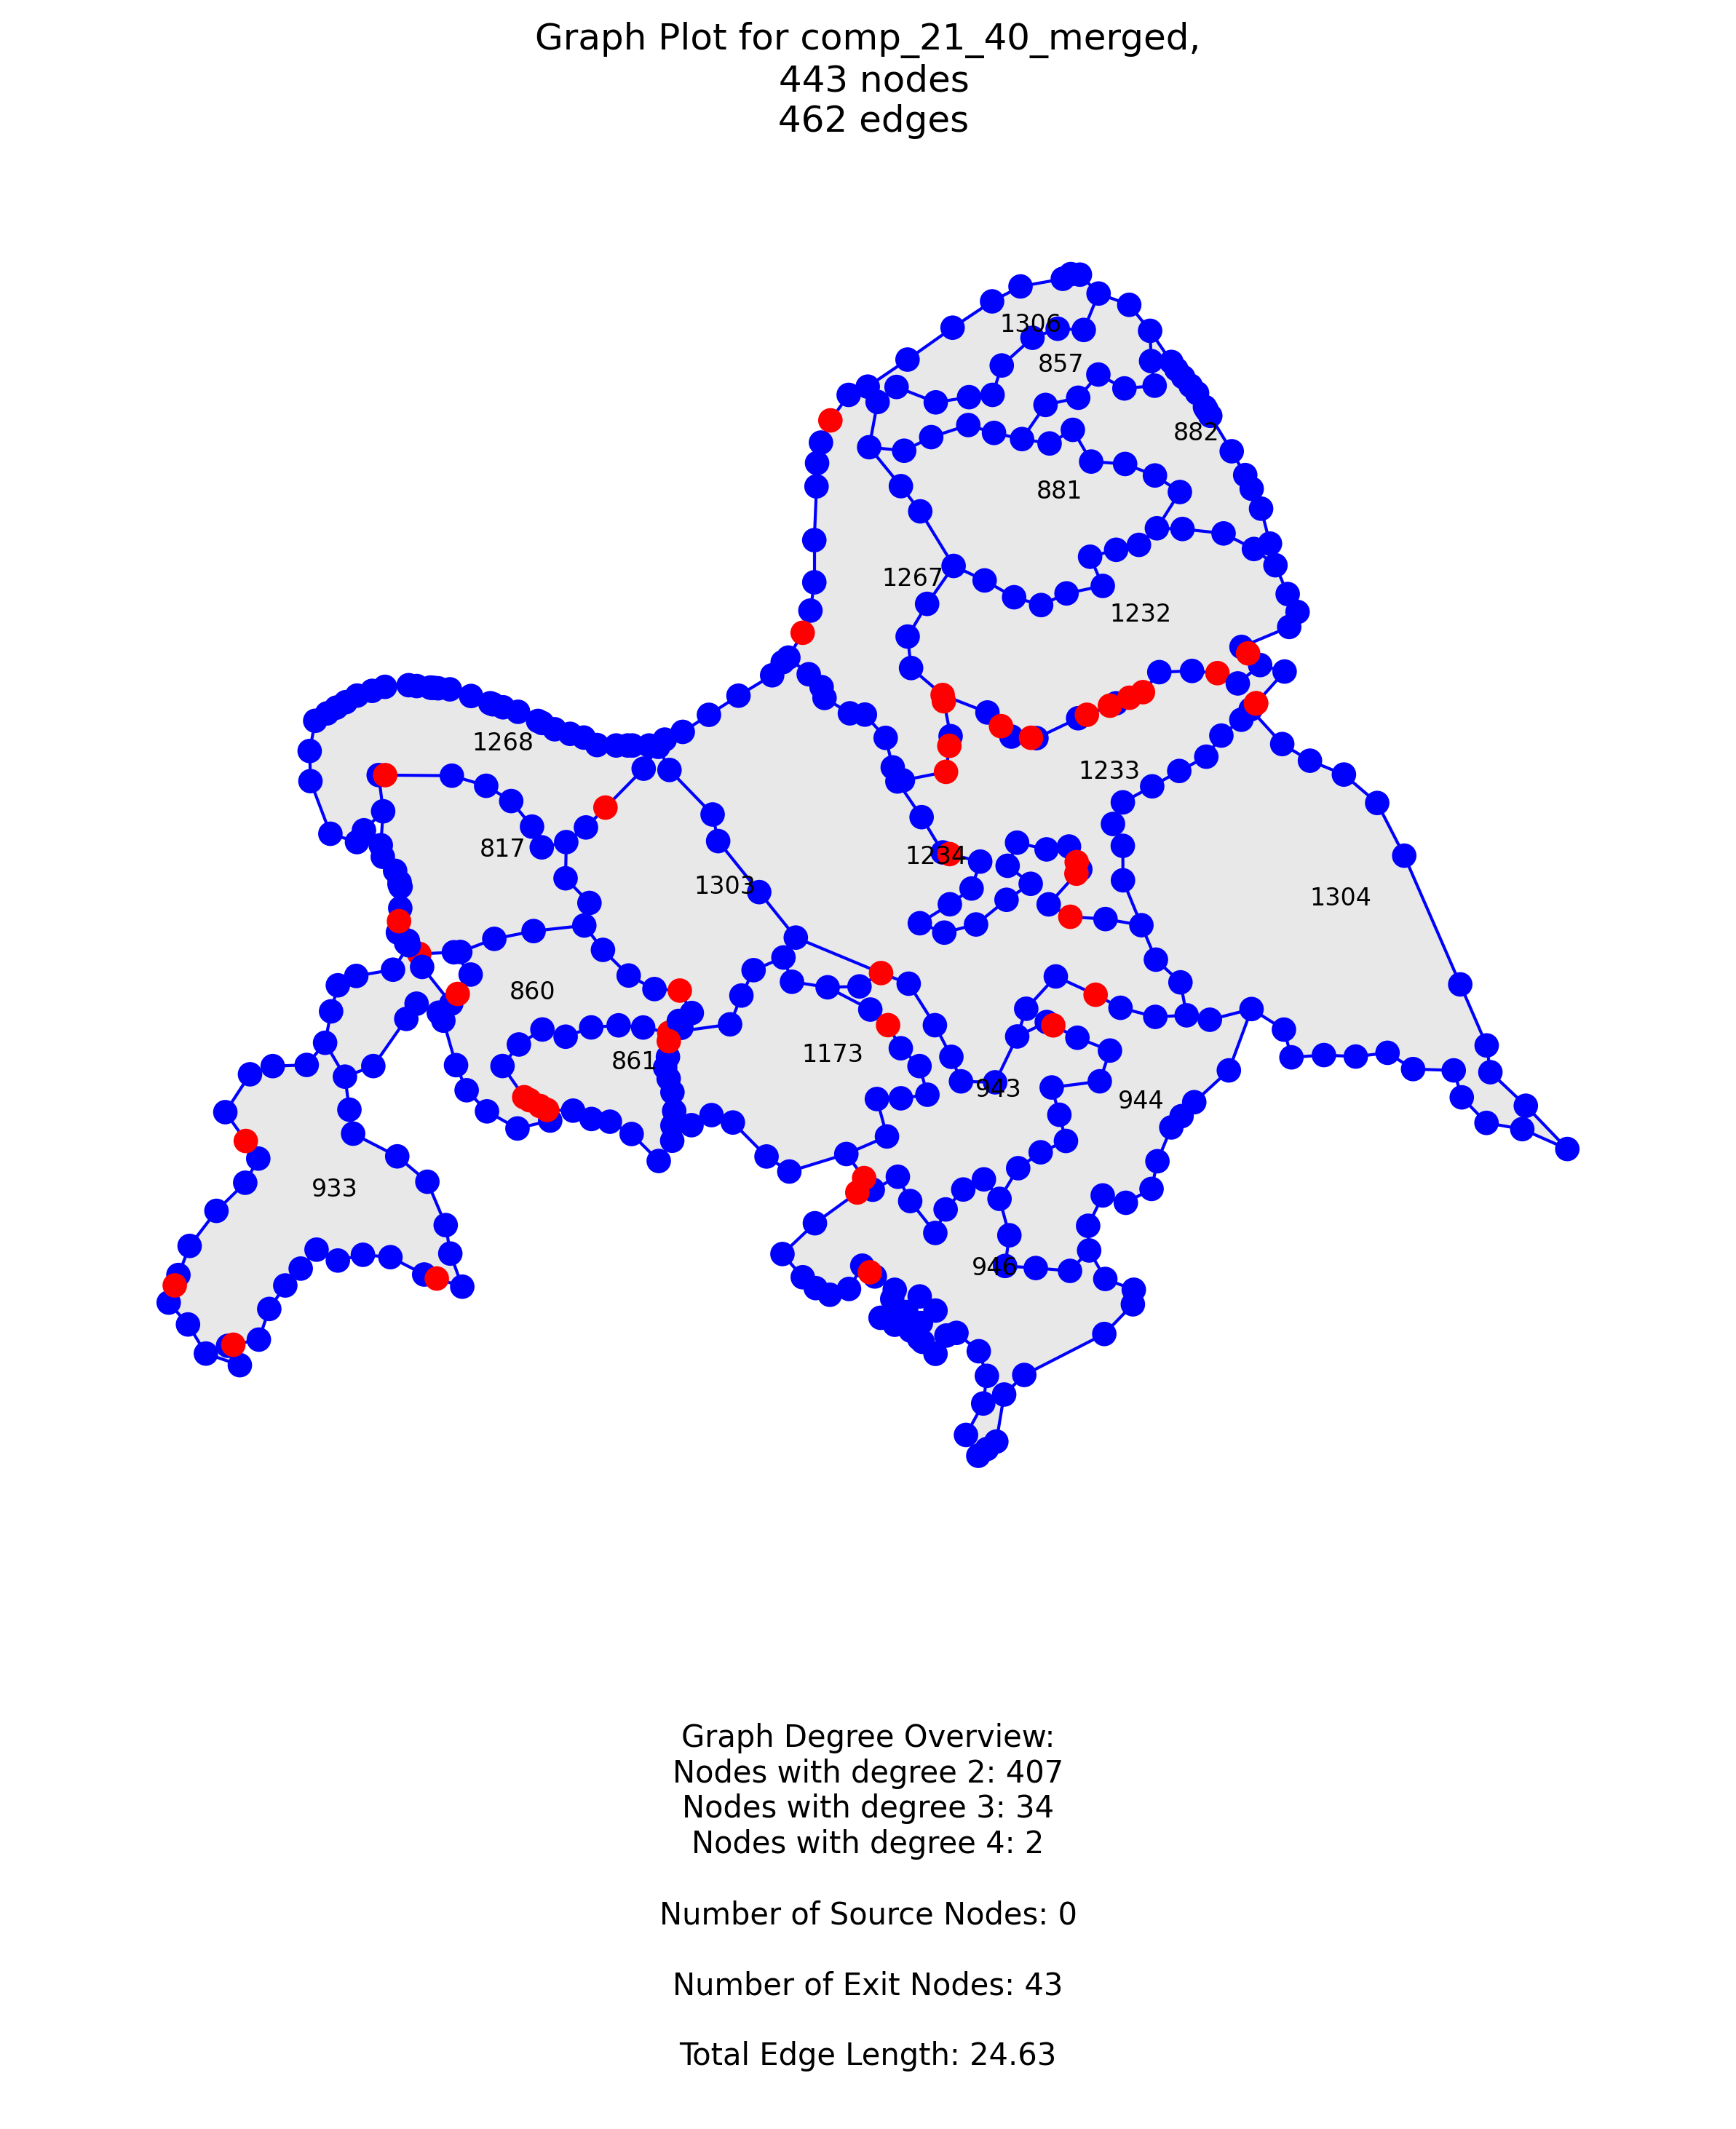 Graph Plot for comp_21_40_merged,
443 nodes
462 edges
1306
857
882
881
1267
1232
1268
1233
817
1234
1303
1304
860
861
1173
943
944
933
946
Graph Degree Overview:
Nodes with degree 2: 407
Nodes with degree 3: 34
Nodes with degree 4: 2
Number of Source Nodes: 0
Number of Exit Nodes: 43
Total Edge Length: 24.63